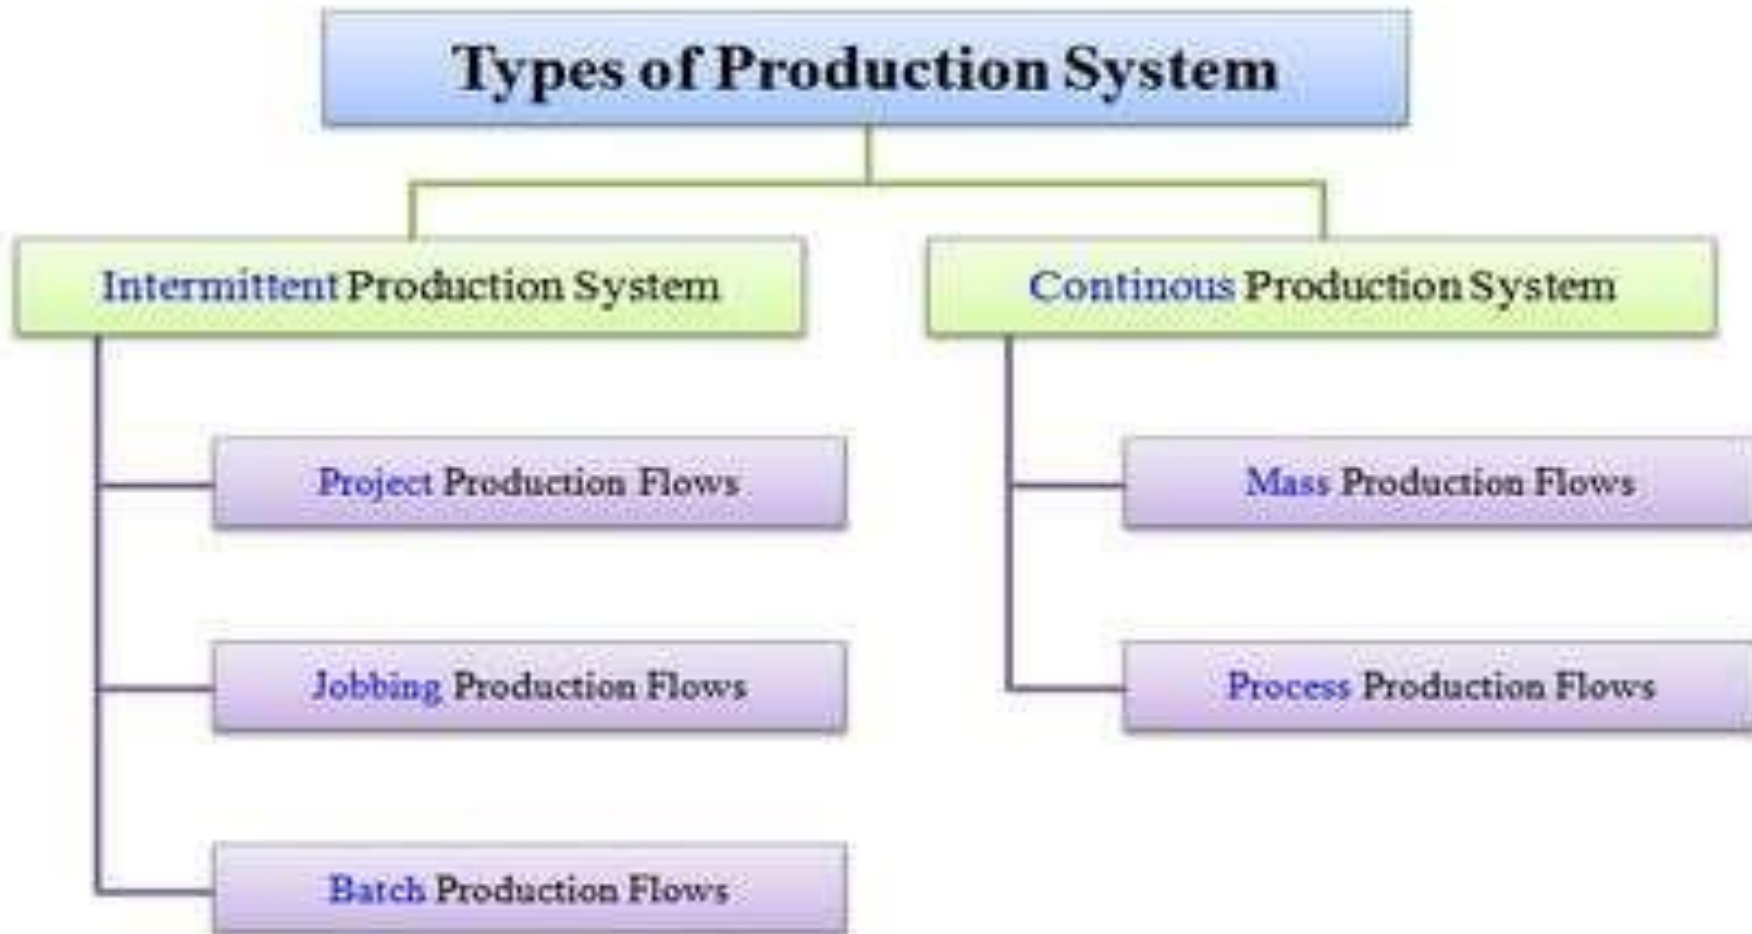 Types of Production System
Intermittent Production System
Continous Production System
Project Production Flows
Mass Production Flows
Jobbing Production Flows
Process Production Flows
Batch Production Flows